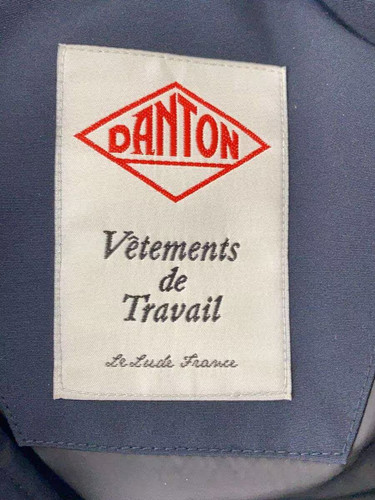 DANTON
Vêtements
de
Travail
Le Lude France